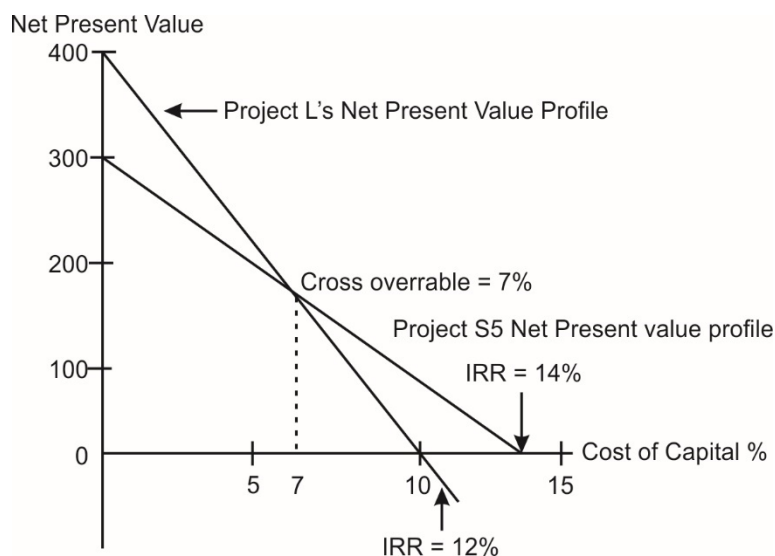 Net Present Value
400
Project L's Net Present Value Profile
300
200
Cross overrable = 7%
Project S5 Net Present value profile
100
IRR = 14%
0
Cost of Capital %
5 7 10 15
IRR = 12%